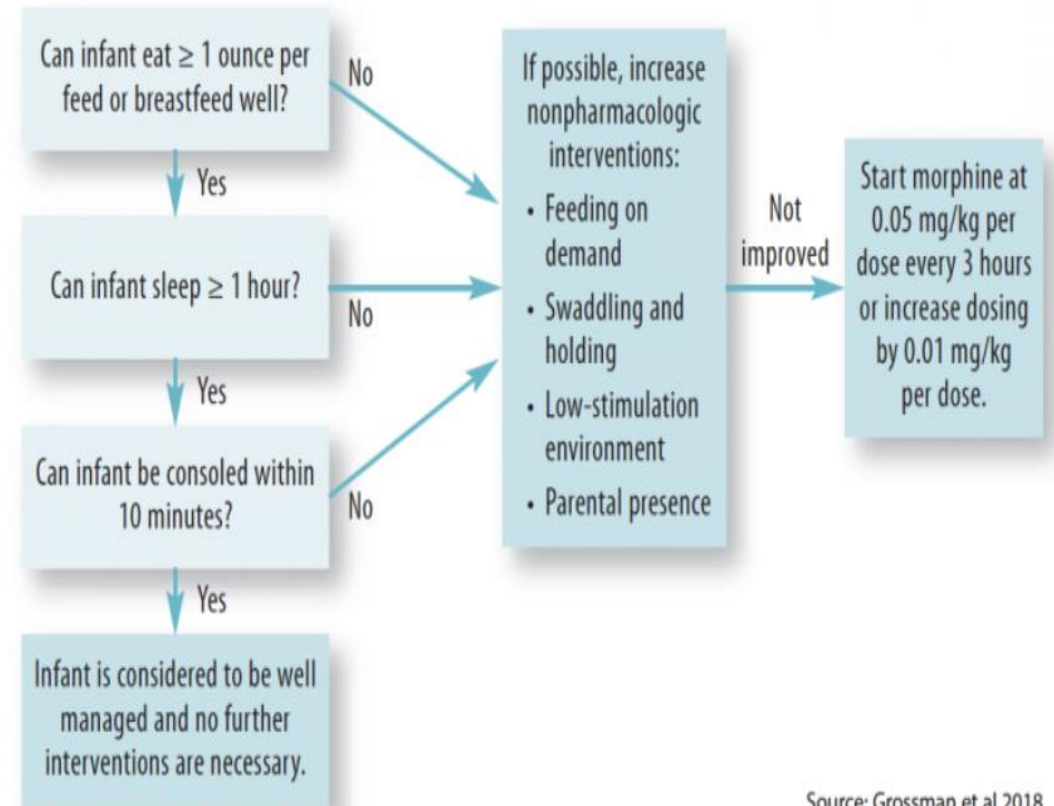 Can infant eat ≥ 1 ounce per
feed or breastfeed well?
No
Yes
Can infant sleep ≥ 1 hour?
No
Yes
Can infant be consoled within
10 minutes?
No
Yes
Infant is considered to be well
managed and no further
interventions are necessary.
If possible, increase
nonpharmacologic
interventions:
• Feeding on
demand
• Swaddling and
holding
• Low-stimulation
environment
• Parental presence
Not
improved
Start morphine at
0.05 mg/kg per
dose every 3 hours
or increase dosing
by 0.01 mg/kg
per dose.
Source: Grossman et al 2018